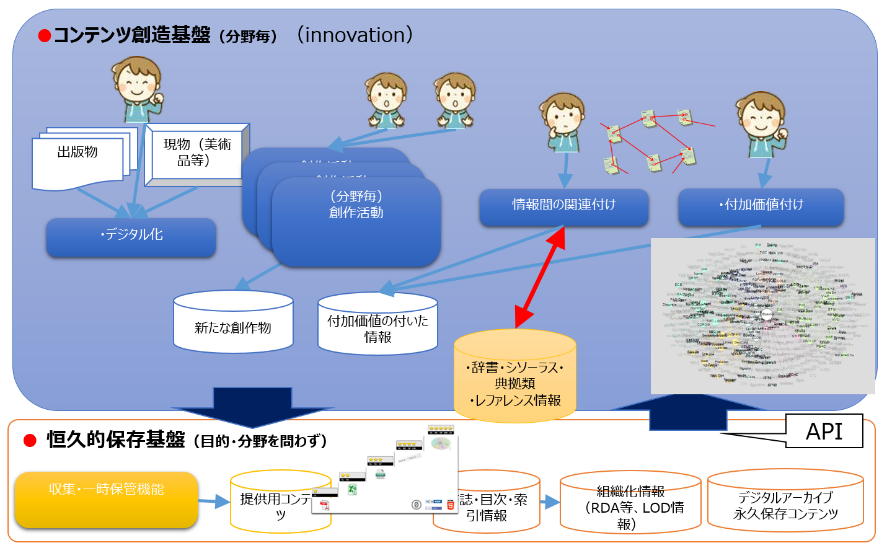 ●コンテンツ創造基盤（分野毎）（innovation）
出版物
現物（美術
品等）
（分野毎）
創作活動
・デジタル化
情報間の関連付け
・付加価値付け
新たな創作物
付加価値の付いた
情報
・辞書・シソーラス・
典拠類
・レファレンス情報
API
● 恒久的保存基盤（目的・分野を問わず）
収集・一時保管機能
提供用コンテ
ツ
誌・目次・索
引情報
組織化情報
（RDA等、LOD情
報）
デジタルアーカイブ
永久保存コンテンツ